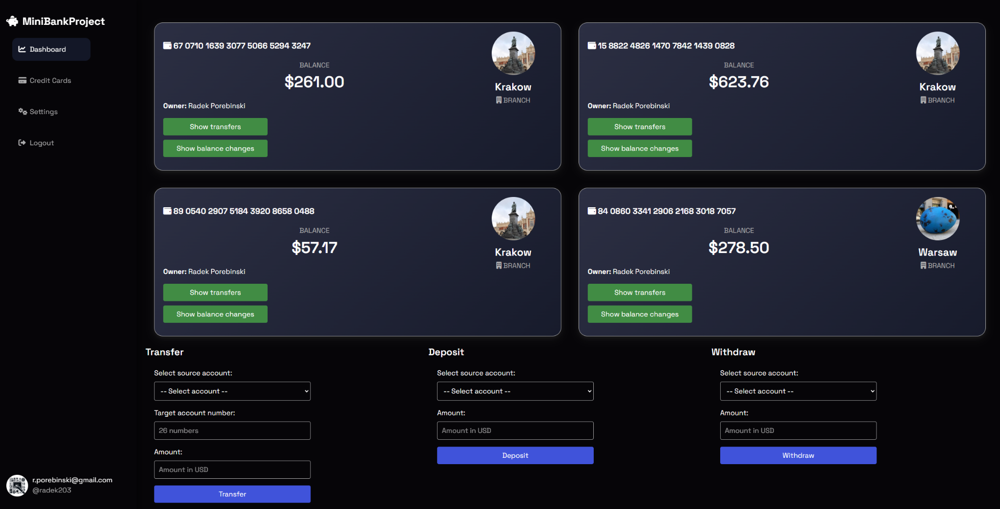 MiniBankProject
Dashboard
Credit Cards
Settings
Logout
67 0710 1639 3077 5066 5294 3247
BALANCE
$261.00
Owner: Radek Porebinski
Show transfers
Show balance changes
Krakow
BRANCH
15 8822 4826 1470 7842 1439 0828
BALANCE
$623.76
Owner: Radek Porebinski
Show transfers
Show balance changes
Krakow
BRANCH
89 0540 2907 5184 3920 8658 0488
BALANCE
$57.17
Owner: Radek Porebinski
Show transfers
Show balance changes
Krakow
BRANCH
84 0860 3341 2906 2168 3018 7057
BALANCE
$278.50
Owner: Radek Porebinski
Show transfers
Show balance changes
Warsaw
BRANCH
Transfer
Select source account:
-- Select account --
Target account number:
26 numbers
Amount:
Amount in USD
Transfer
Deposit
Select source account:
-- Select account --
Amount:
Amount in USD
Deposit
Withdraw
Select source account:
-- Select account --
Amount:
Amount in USD
Withdraw
r.porebinski@gmail.com
@radek203